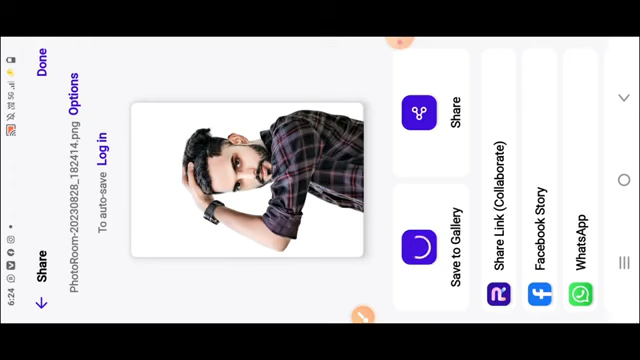 6:24
5G
Share
Done
PhotoRoom-20230828_182414.png Options
To auto-save Log in
Save to Gallery
Share
Share Link (Collaborate)
Facebook Story
WhatsApp